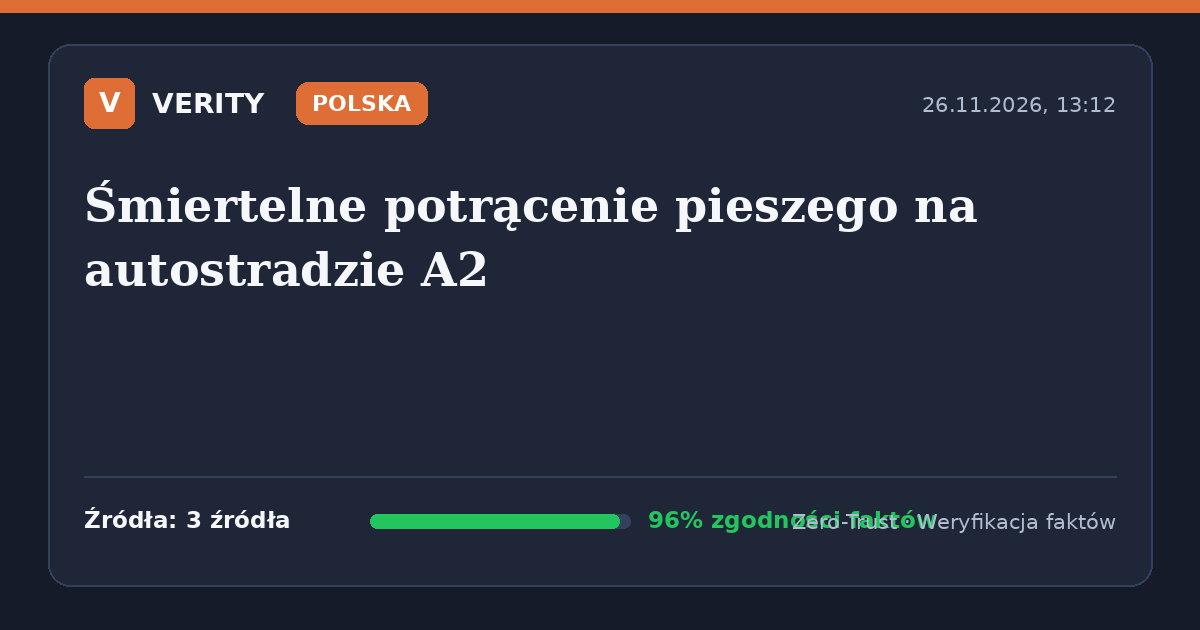 V VERITY POLSKA 26.11.2026, 13:12
Śmiertelne potrącenie pieszego na
autostradzie A2
Źródła: 3 źródła 96% zgodności faktów Zero-Trust · Weryfikacja faktów